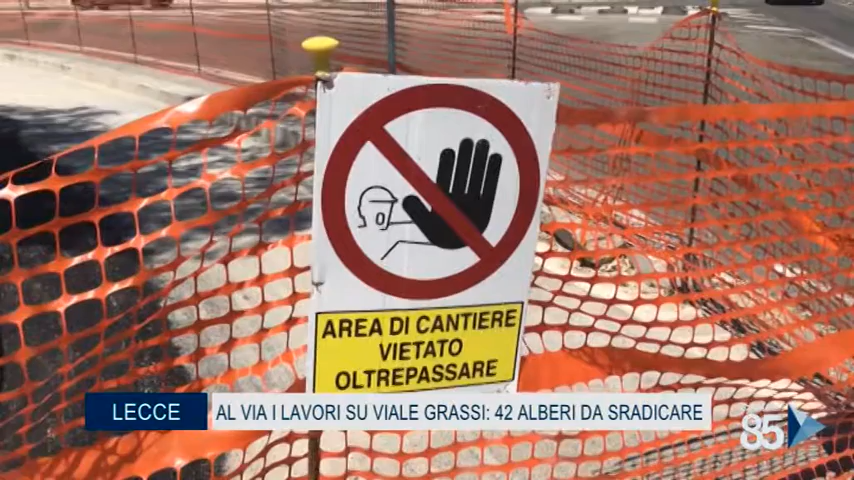 AREA DI CANTIERE
VIETATO
OLTREPASSARE
LECCE
AL VIA I LAVORI SU VIALE GRASSI: 42 ALBERI DA SRADICARE
85